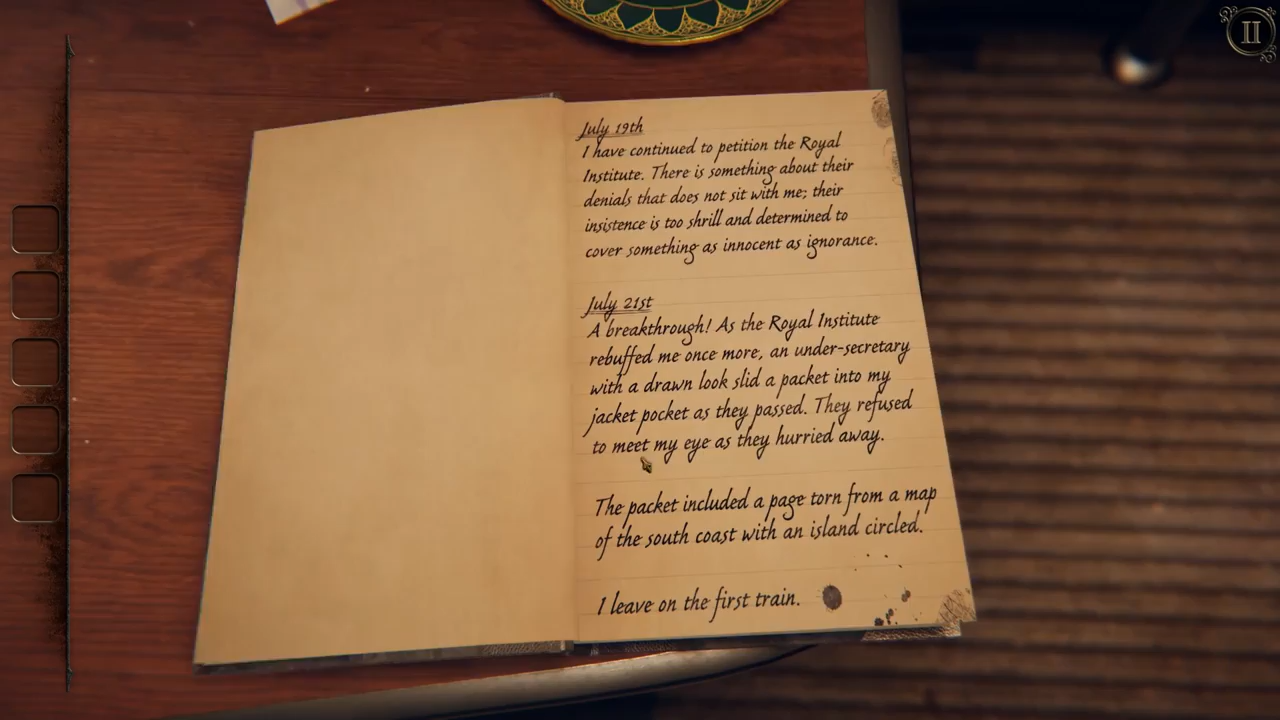 II
July 19th
I have continued to petition the Royal
Institute. There is something about their
denials that does not sit with me; their
insistence is too shrill and determined to
cover something as innocent as ignorance.
July 21st
A breakthrough! As the Royal Institute
rebuffed me once more, an under-secretary
with a drawn look slid a packet into my
jacket pocket as they passed. They refused
to meet my eye as they hurried away.
The packet included a page torn from a map
of the south coast with an island circled.
I leave on the first train.